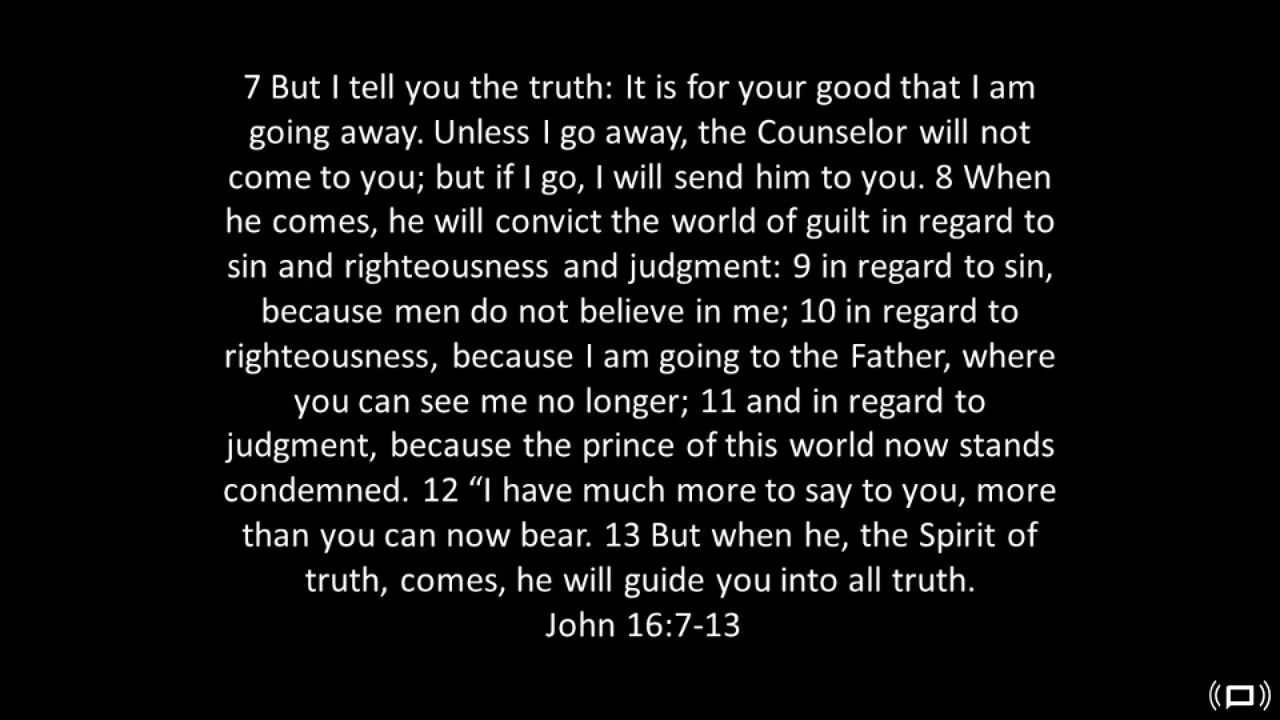 7 But I tell you the truth: It is for your good that I am
going away. Unless I go away, the Counselor will not
come to you; but if I go, I will send him to you. 8 When
he comes, he will convict the world of guilt in regard to
sin and righteousness and judgment: 9 in regard to sin,
because men do not believe in me; 10 in regard to
righteousness, because I am going to the Father, where
you can see me no longer; 11 and in regard to
judgment, because the prince of this world now stands
condemned. 12 “I have much more to say to you, more
than you can now bear. 13 But when he, the Spirit of
truth, comes, he will guide you into all truth.
John 16:7-13